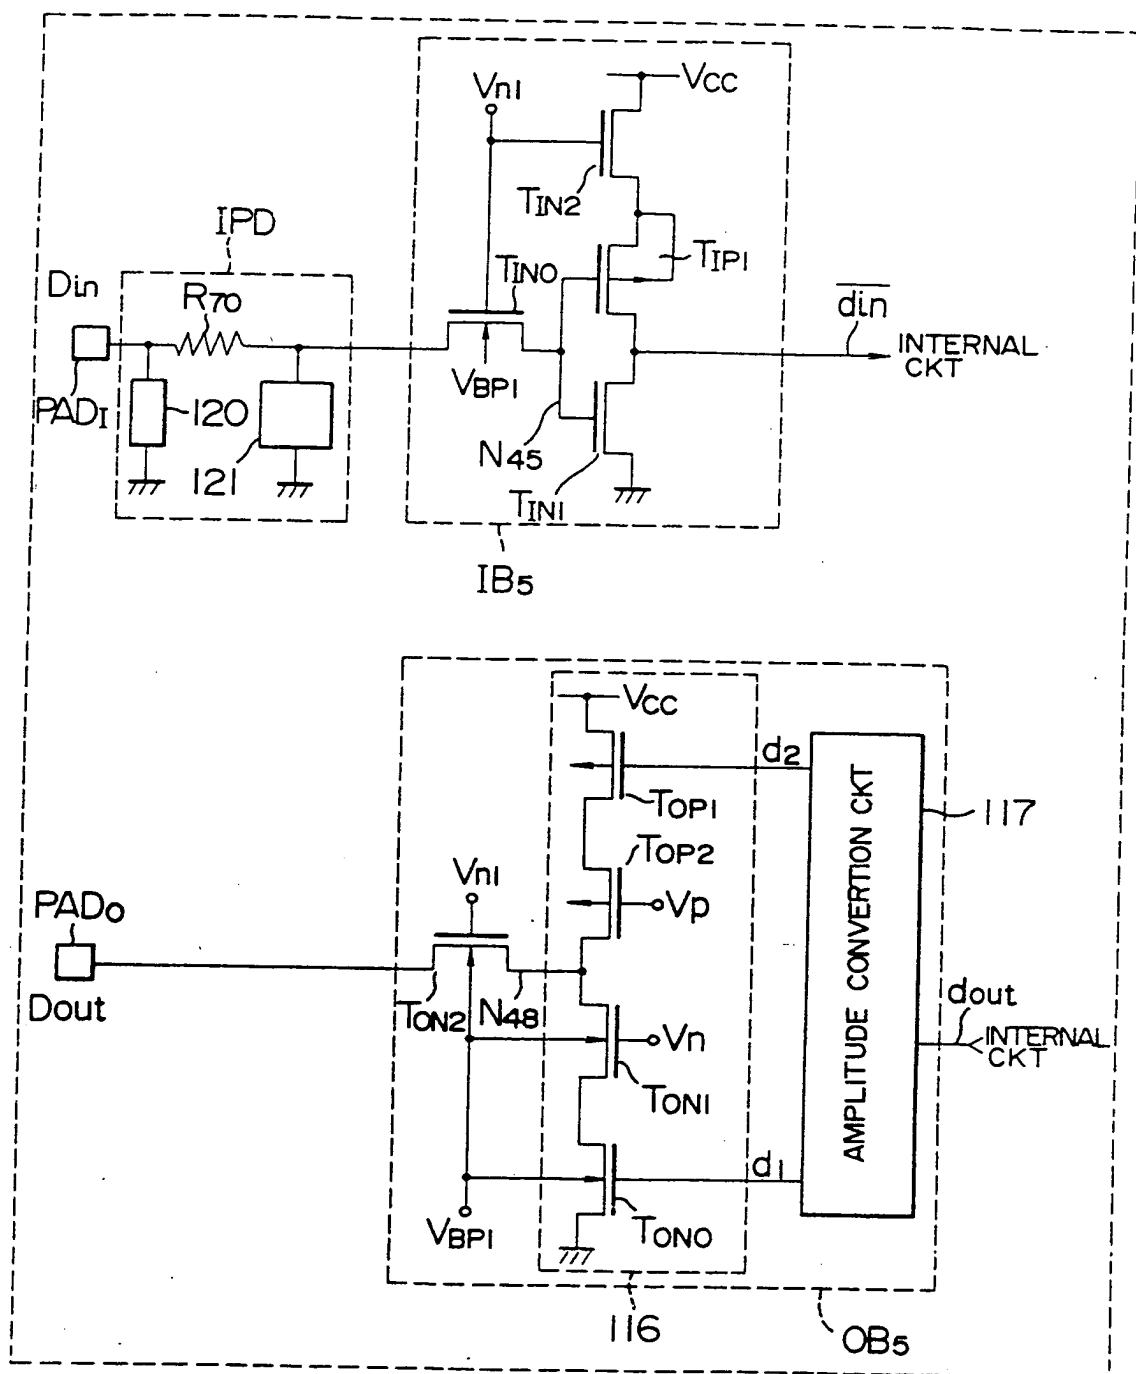 Vn1
VCC
TIN2
IPD
TIN0
TIP1
Din
R70
din
INTERNAL
CKT
VBP1
PADI
120
121
N45
TIN1
IB5
VCC
d2
TOP1
117
TOP2
Vn1
Vp
PADO
AMPLITUDE CONVERTION CKT
Dout
TON2
N48
Vn
dout
INTERNAL
CKT
TON1
d1
VBP1
TON0
116
OB5